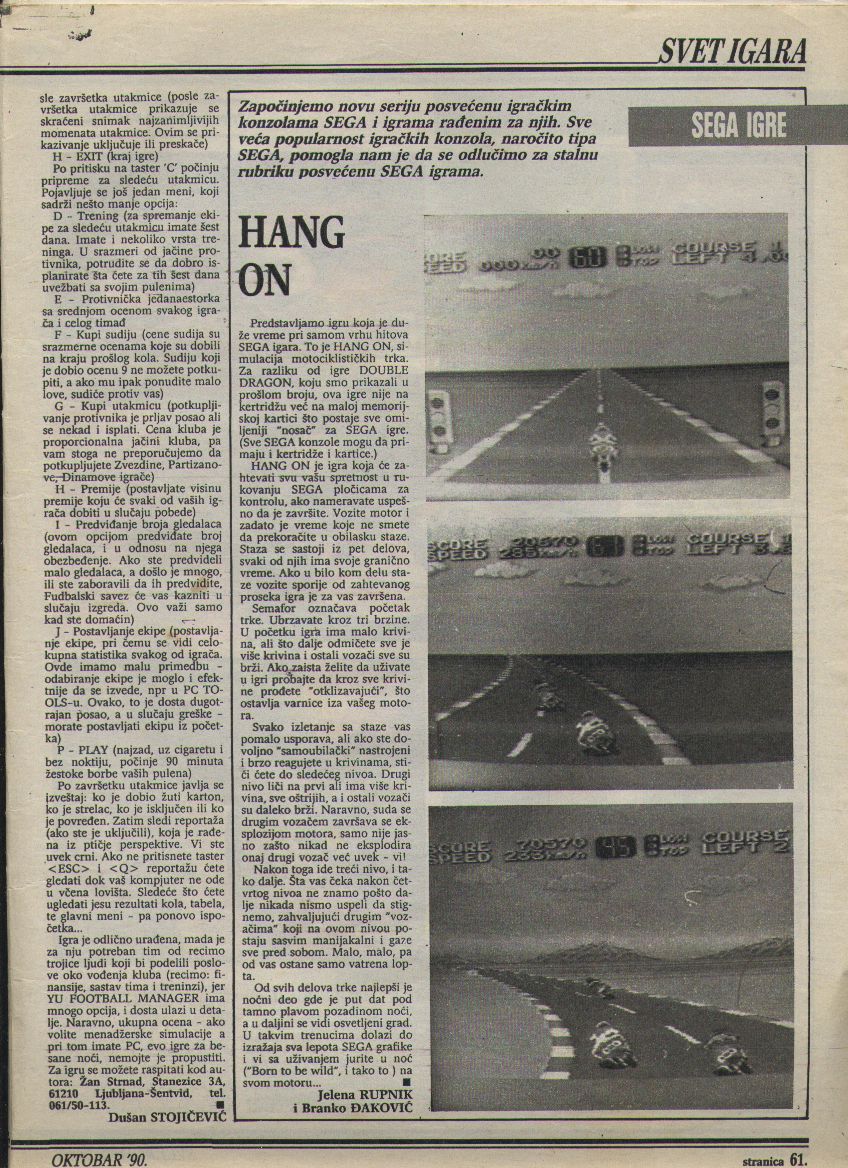 SVET IGARA
sle završetka utakmice (posle za-
vršetka utakmice prikazuje se
skraćeni snimak najzanimljivijih
momenata utakmice. Ovim se pri-
kazivanje uključuje ili preskače)
H – EXIT (kraj igre)
Po pritisku na taster 'C' počinju
pripreme za sledeću utakmicu.
Pojavljuje se još jedan meni, koji
sadrži nešto manje opcija:
D – Trening (za spremanje eki-
pe za sledeću utakmicu imate šest
dana. Imate i nekoliko vrsta tre-
ninga. U srazmeri od jačine pro-
tivnika, potrudite se da dobro is-
planirate šta ćete za tih šest dana
uvežbati sa svojim pulenima)
E – Protivnička jedanaestorka
sa srednjom ocenom svakog igra-
ča i celog timađ
F – Kupi sudiju (cene sudija su
srazmerne ocenama koje su dobili
na kraju prošlog kola. Sudiju koji
je dobio ocenu 9 ne možete potku-
piti, a ako mu ipak ponudite malo
love, sudiće protiv vas)
G – Kupi utakmicu (potkuplji-
vanje protivnika je prljav posao ali
se nekad i isplati. Cena kluba je
proporcionalna jačini kluba, pa
vam stoga ne preporučujemo da
potkupljujete Zvezdine, Partizano-
ve, Dinamove igrače)
H – Premije (postavljate visinu
premije koju će svaki od vaših ig-
rača dobiti u slučaju pobede)
I – Predviđanje broja gledalaca
(ovom opcijom predviđate broj
gledalaca, i u odnosu na njega
obezbeđenje. Ako ste predvideli
malo gledalaca, a došlo je mnogo,
ili ste zaboravili da ih predvidite,
Fudbalski savez će vas kazniti u
slučaju izgreda. Ovo važi samo
kad ste domaćin)
J – Postavljanje ekipe (postavlja-
nje ekipe, pri čemu se vidi celo-
kupna statistika svakog od igrača.
Ovde imamo malu primedbu –
odabiranje ekipe je moglo i efek-
tnije da se izvede, npr u PC TO-
OLS-u. Ovako, to je dosta dugot-
rajan posao, a u slučaju greške –
morate postavljati ekipu iz počet-
ka)
P – PLAY (najzad, uz cigaretu i
bez noktiju, počinje 90 minuta
žestoke borbe vaših pulena)
Po završetku utakmice javlja se
izveštaj: ko je dobio žuti karton,
ko je strelac, ko je isključen ili ko
je povređen. Zatim sledi reportaža
(ako ste je uključili), koja je rađe-
na iz ptičje perspektive. Vi ste
uvek crni. Ako ne pritisnete taster
<ESC> i <Q> reportažu ćete
gledati dok vaš kompjuter ne ode
u včena lovišta. Sledeće što ćete
ugledati jesu rezultati kola, tabela,
te glavni meni – pa ponovo ispo-
četka...
Igra je odlično urađena, mada je
za nju potreban tim od recimo
trojice ljudi koji bi podelili poslo-
ve oko vođenja kluba (recimo: fi-
nansije, sastav tima i treninzi), jer
YU FOOTBALL MANAGER ima
mnogo opcija, i dosta ulazi u deta-
lje. Naravno, ukupna ocena – ako
volite menadžerske simulacije a
pri tom imate PC, evo igre za be-
sane noći, nemojte je propustiti.
Za igru se možete raspitati kod au-
tora: Žan Strnad, Stanezice 3A,
61210 Ljubljana-Šentvid, tel.
061/50-113.
Dušan STOJIČEVIĆ
Započinjemo novu seriju posvećenu igračkim
konzolama SEGA i igrama rađenim za njih. Sve
veća popularnost igračkih konzola, naročito tipa
SEGA, pomogla nam je da se odlučimo za stalnu
rubriku posvećenu SEGA igrama.
SEGA IGRE
HANG
ON
Predstavljamo igru koja je du-
že vreme pri samom vrhu hitova
SEGA igara. To je HANG ON, si-
mulacija motociklističkih trka.
Za razliku od igre DOUBLE
DRAGON, koju smo prikazali u
prošlom broju, ova igre nije na
kertridžu već na maloj memorij-
skoj kartici što postaje sve omi-
ljeniji "nosač" za SEGA igre.
(Sve SEGA konzole mogu da pri-
maju i kertridže i kartice.)
HANG ON je igra koja će za-
htevati svu vašu spretnost u ru-
kovanju SEGA pločicama za
kontrolu, ako nameravate uspeš-
no da je završite. Vozite motor i
zadato je vreme koje ne smete
da prekoračite u obilasku staze.
Staza se sastoji iz pet delova,
svaki od njih ima svoje granično
vreme. Ako u bilo kom delu sta-
ze vozite sporije od zahtevanog
proseka igra je za vas završena.
Semafor označava početak
trke. Ubrzavate kroz tri brzine.
U početku igra ima malo krivi-
na, ali što dalje odmičete sve je
više krivina i ostali vozači sve su
brži. Ako zaista želite da uživate
u igri probajte da kroz sve krivi-
ne prođete "otklizavajući", što
ostavlja varnice iza vašeg moto-
ra.
Svako izletanje sa staze vas
pomalo usporava, ali ako ste do-
voljno "samoubilački" nastrojeni
i brzo reagujete u krivinama, sti-
ći ćete do sledećeg nivoa. Drugi
nivo liči na prvi ali ima više kri-
vina, sve oštrijih, a i ostali vozači
su daleko brži. Naravno, suda se
drugim vozačem završava se ek-
splozijom motora, samo nije jas-
no zašto nikad ne eksplodira
onaj drugi vozač već uvek – vi!
Nakon toga ide treći nivo, i ta-
ko dalje. Šta vas čeka nakon čet-
vrtog nivoa ne znamo pošto da-
lje nikada nismo uspeli da stig-
nemo, zahvaljujući drugim "voz-
ačima" koji na ovom nivou po-
staju sasvim manijakalni i gaze
sve pred sobom. Malo, malo, pa
od vas ostane samo vatrena lop-
ta.
Od svih delova trke najlepši je
noćni deo gde je put dat pod
tamno plavom pozadinom noći,
a u daljini se vidi osvetljeni grad.
U takvim trenucima dolazi do
izražaja sva lepota SEGA grafike
i vi sa uživanjem jurite u noć
("Born to be wild", i tako to ) na
svom motoru...
Jelena RUPNIK
i Branko ĐAKOVIĆ
SCORE 00 60 COURSE 1
SPEED 000km/h TOP LEFT 4.
SCORE 20570 COURSE
SPEED TOP LEFT 3.
SCORE 70570 45 COURSE
SPEED TOP LEFT 2
OKTOBAR '90.
stranica 61.